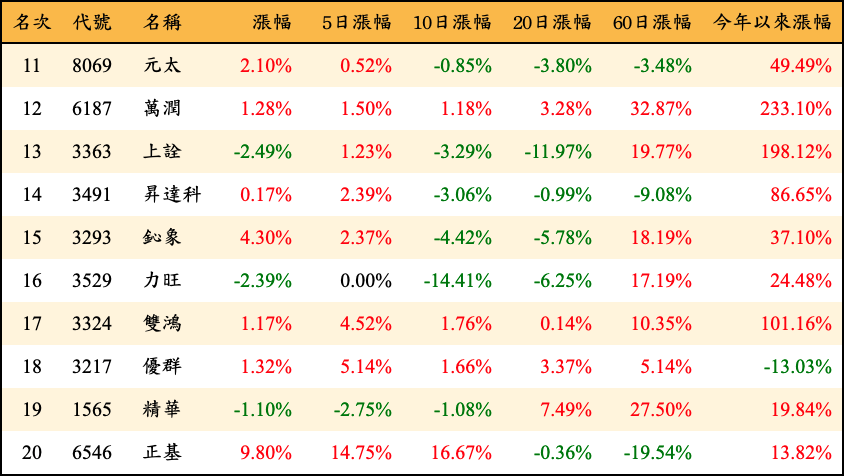 名次 代號 名稱 漲幅 5日漲幅 10日漲幅 20日漲幅 60日漲幅 今年以來漲幅
11 8069 元太 2.10% 0.52% -0.85% -3.80% -3.48% 49.49%
12 6187 萬潤 1.28% 1.50% 1.18% 3.28% 32.87% 233.10%
13 3363 上詮 -2.49% 1.23% -3.29% -11.97% 19.77% 198.12%
14 3491 昇達科 0.17% 2.39% -3.06% -0.99% -9.08% 86.65%
15 3293 鈊象 4.30% 2.37% -4.42% -5.78% 18.19% 37.10%
16 3529 力旺 -2.39% 0.00% -14.41% -6.25% 17.19% 24.48%
17 3324 雙鴻 1.17% 4.52% 1.76% 0.14% 10.35% 101.16%
18 3217 優群 1.32% 5.14% 1.66% 3.37% 5.14% -13.03%
19 1565 精華 -1.10% -2.75% -1.08% 7.49% 27.50% 19.84%
20 6546 正基 9.80% 14.75% 16.67% -0.36% -19.54% 13.82%